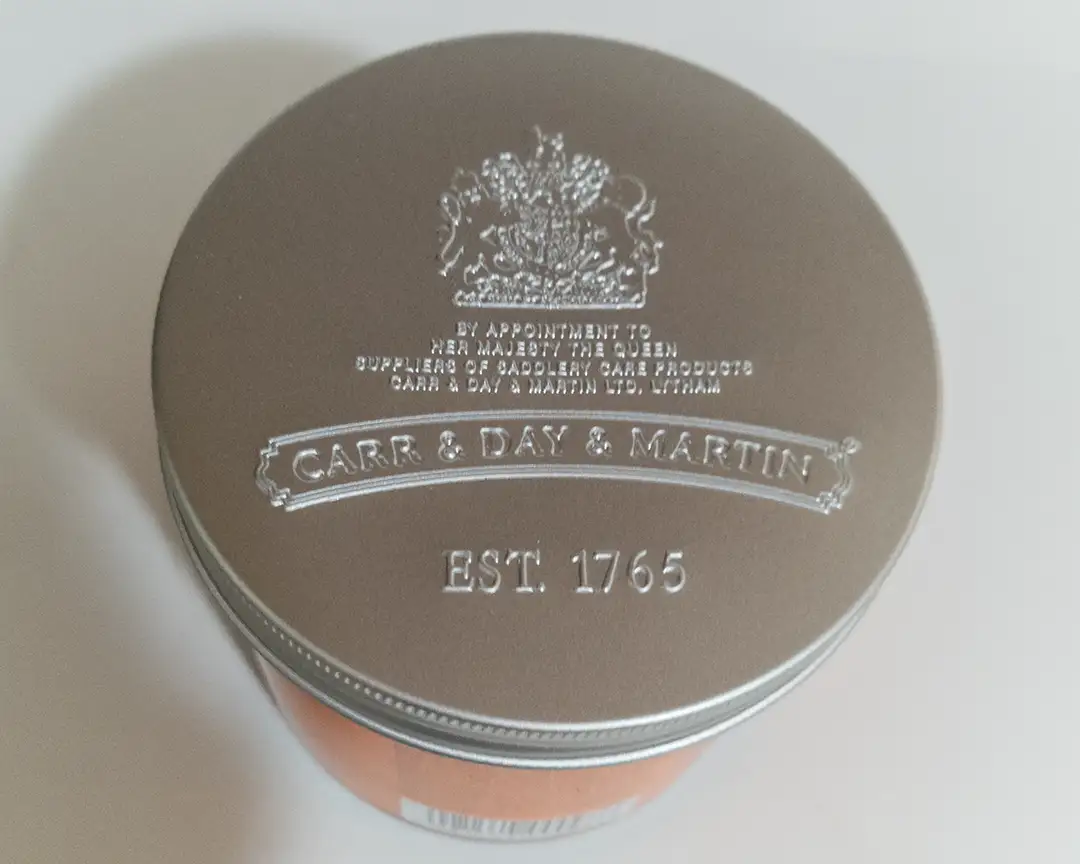 BY APPOINTMENT TO
HER MAJESTY THE QUEEN
SUPPLIERS OF SADDLERY CARE PRODUCTS
CARR & DAY & MARTIN LTD, LYTHAM
CARR & DAY & MARTIN
EST. 1765